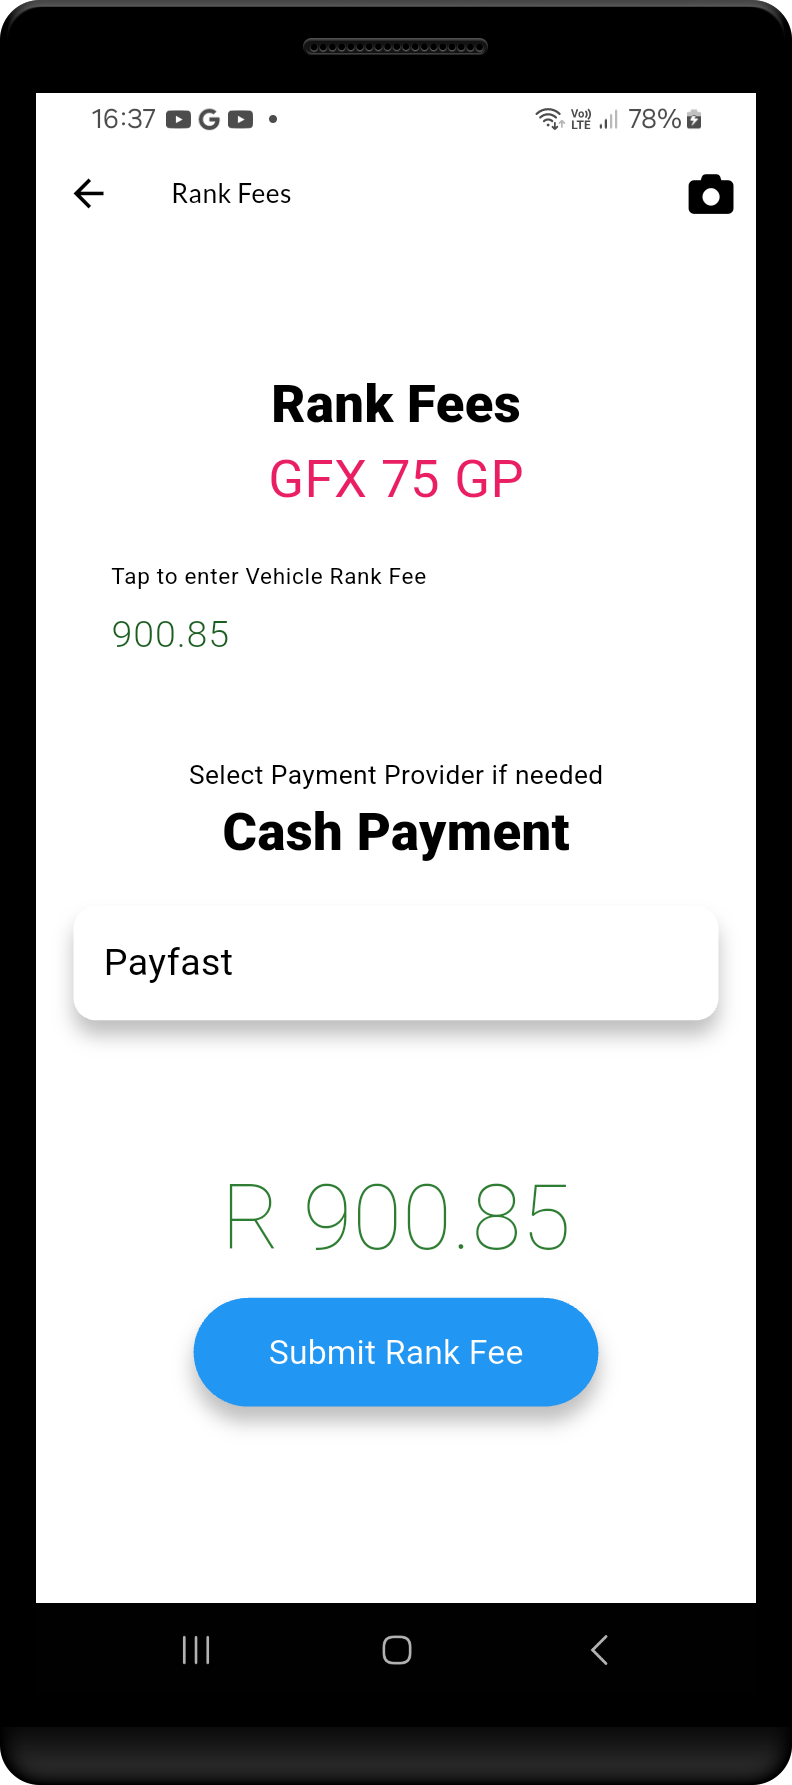 16:37 78%
Vo)) LTE
Rank Fees
Rank Fees
GFX 75 GP
Tap to enter Vehicle Rank Fee
900.85
Select Payment Provider if needed
Cash Payment
Payfast
R 900.85
Submit Rank Fee